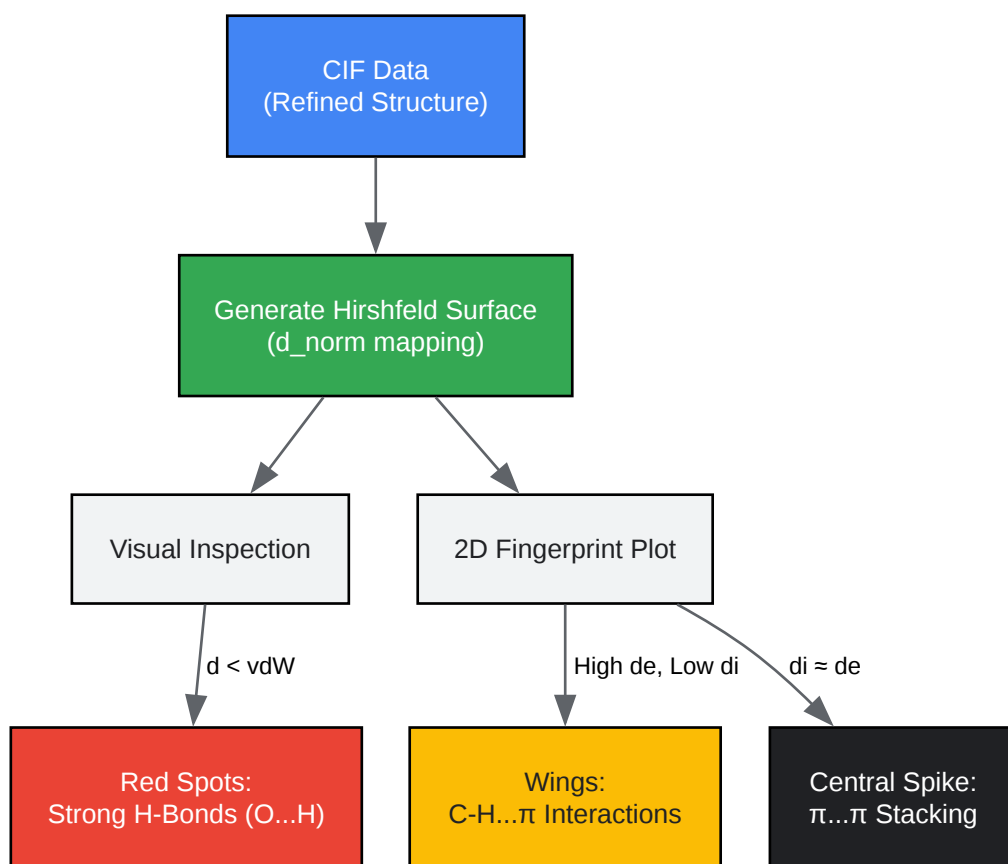 CIF Data
(Refined Structure)
Generate Hirshfeld Surface
(d_norm mapping)
Visual Inspection
2D Fingerprint Plot
d < vdW
High de, Low di
di ≈ de
Red Spots:
Strong H-Bonds (O...H)
Wings:
C-H...π Interactions
Central Spike:
π...π Stacking